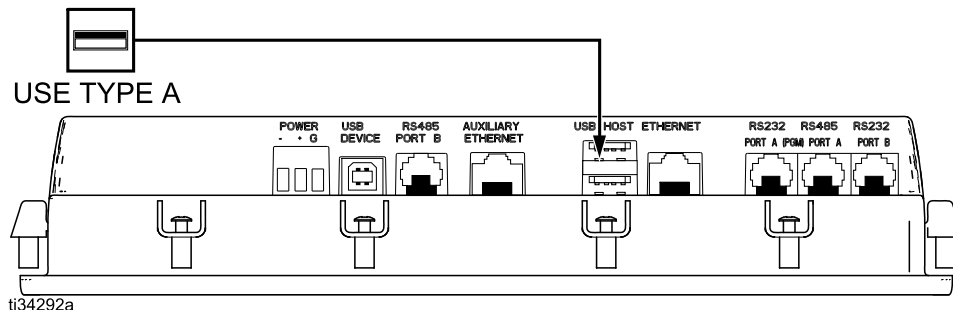 USE TYPE A
POWER
- + G
USB
DEVICE
RS485
PORT B
AUXILIARY
ETHERNET
USB HOST
ETHERNET
RS232
PORT A (PGM)
RS485
PORT A
RS232
PORT B
ti34292a